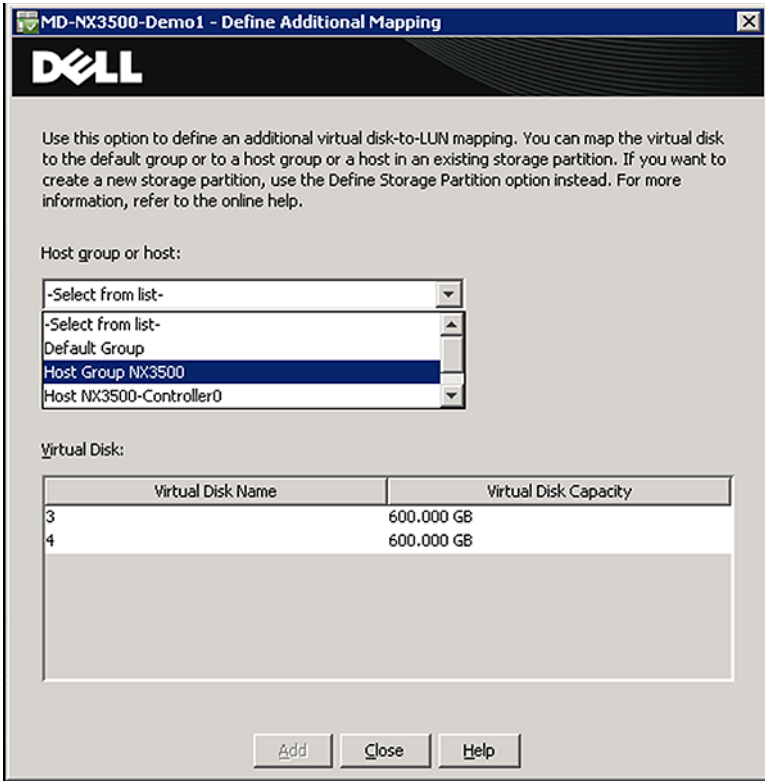 MD-NX3500-Demo1 - Define Additional Mapping
DELL
Use this option to define an additional virtual disk-to-LUN mapping. You can map the virtual disk
to the default group or to a host group or a host in an existing storage partition. If you want to
create a new storage partition, use the Define Storage Partition option instead. For more
information, refer to the online help.
Host group or host:
-Select from list-
-Select from list-
Default Group
Host Group NX3500
Host NX3500-Controller0
Virtual Disk:
Virtual Disk Name Virtual Disk Capacity
3 600.000 GB
4 600.000 GB
Add Close Help